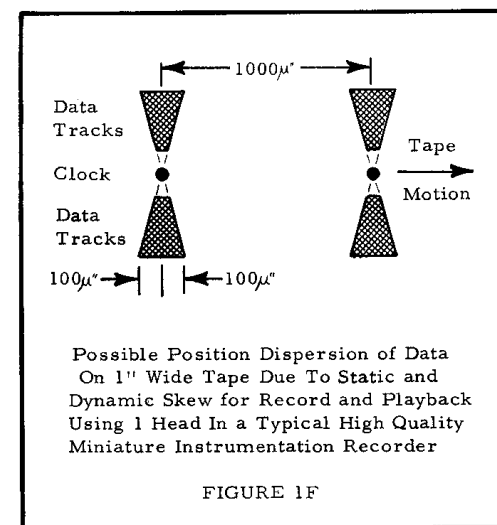 1000μ"
Data
Tracks
Clock
Data
Tracks
Tape
Motion
100μ"
100μ"
Possible Position Dispersion of Data
On 1" Wide Tape Due To Static and
Dynamic Skew for Record and Playback
Using 1 Head In a Typical High Quality
Miniature Instrumentation Recorder
FIGURE 1F